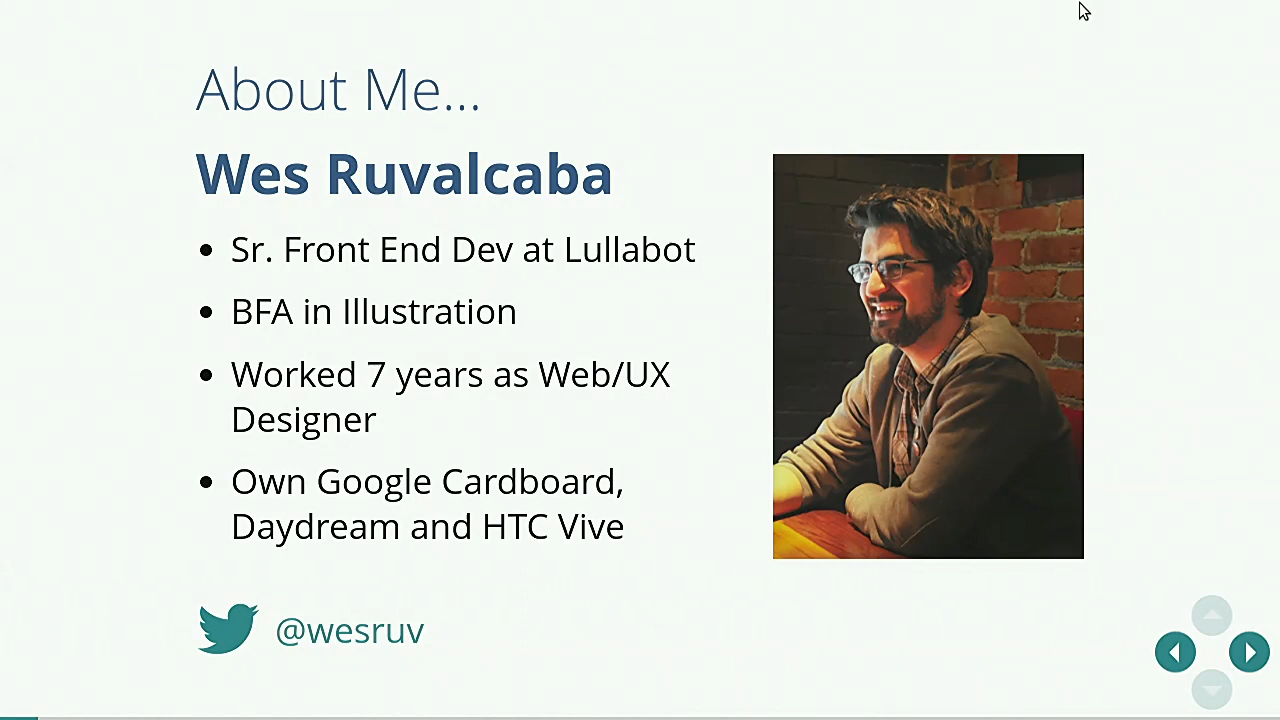 About Me...
Wes Ruvalcaba
• Sr. Front End Dev at Lullabot
• BFA in Illustration
• Worked 7 years as Web/UX
Designer
• Own Google Cardboard,
Daydream and HTC Vive
@wesruv